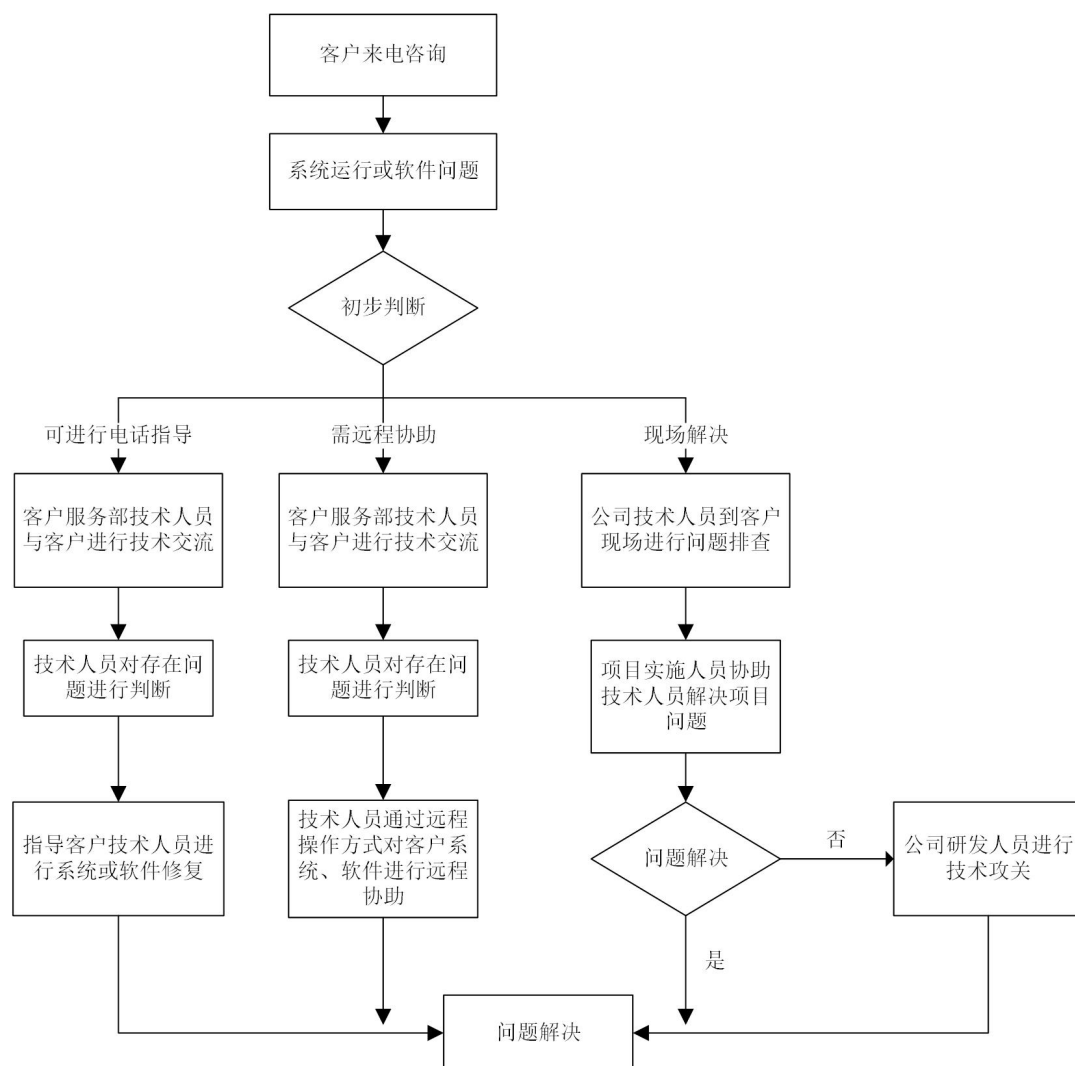 客户来电咨询
系统运行或软件问题
初步判断
可进行电话指导
需远程协助
现场解决
客户服务部技术人员
与客户进行技术交流
客户服务部技术人员
与客户进行技术交流
公司技术人员到客户
现场进行问题排查
技术人员对存在问
题进行判断
技术人员对存在问
题进行判断
项目实施人员协助
技术人员解决项目
问题
指导客户技术人员进
行系统或软件修复
技术人员通过远程
操作方式对客户系
统、软件进行远程
协助
问题解决
否
公司研发人员进行
技术攻关
是
问题解决